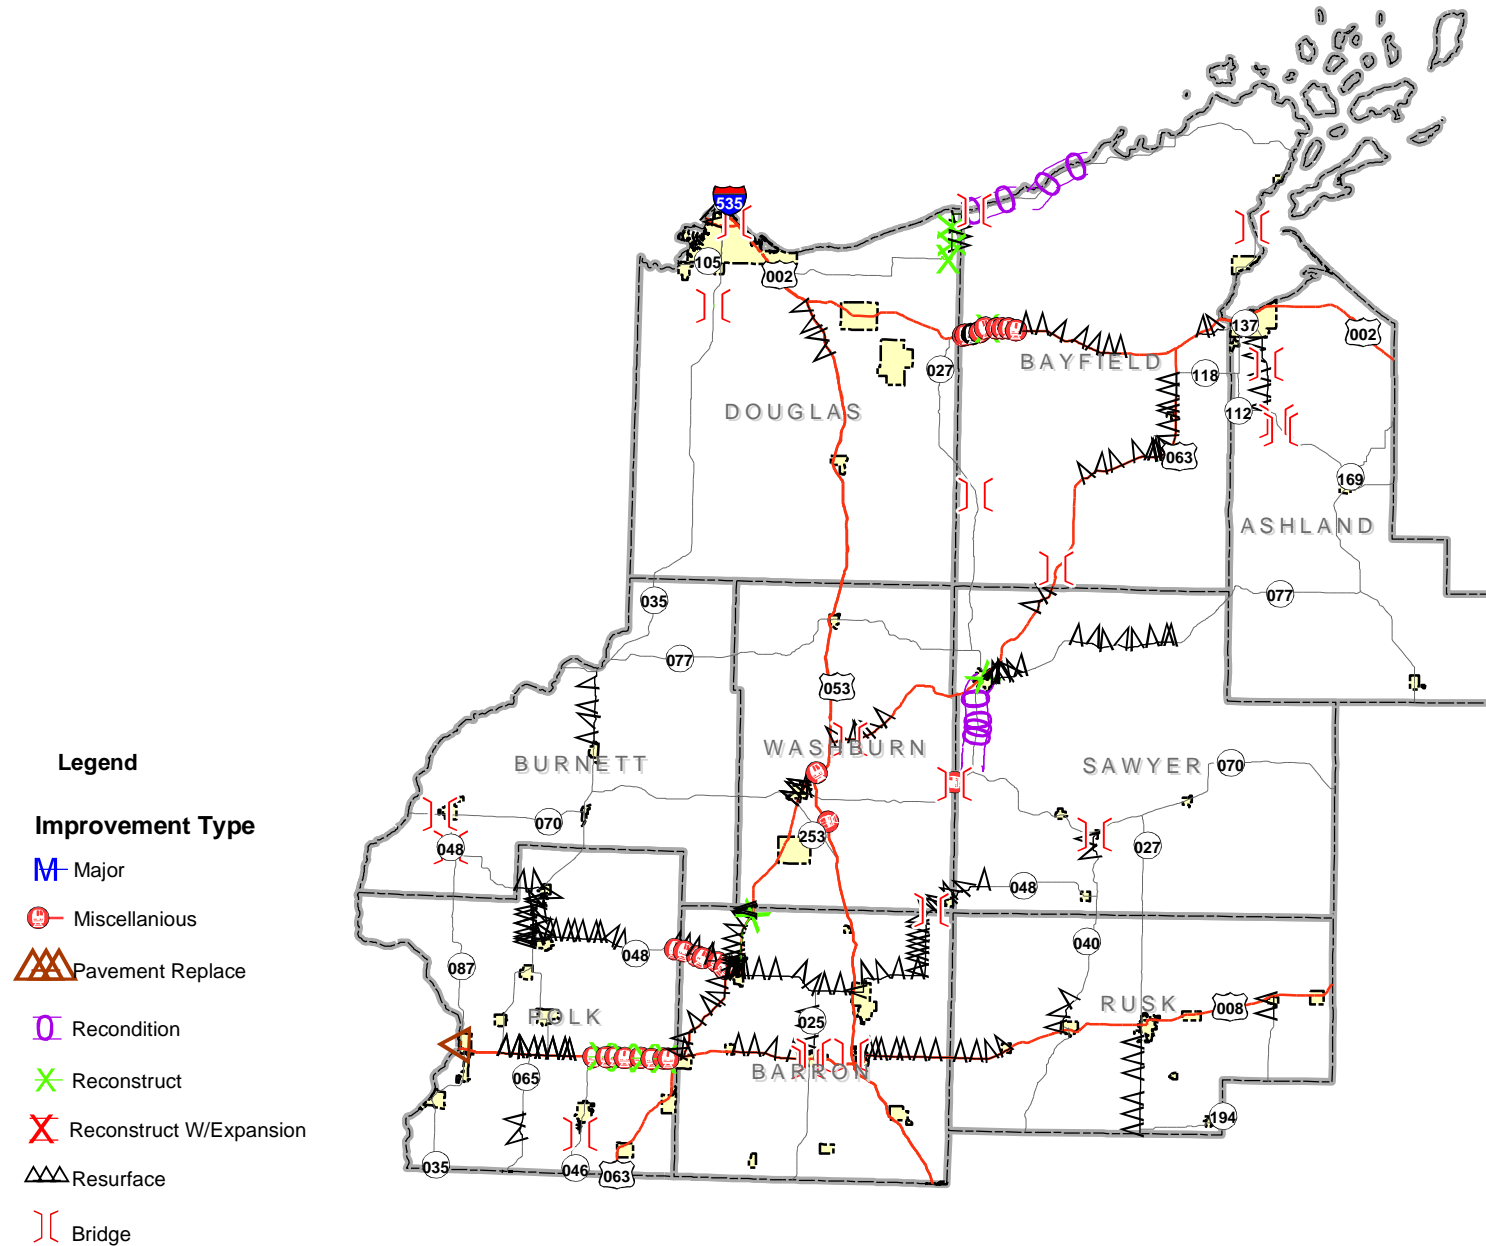 535
105
002
137
002
BAYFIELD
027
118
DOUGLAS
112
063
169
ASHLAND
077
035
077
053
WASHBURN
BURNETT
SAWYER
070
Legend
070
Improvement Type
253
027
048
Major
048
Miscellanious
040
048
087
Pavement Replace
RUSK
008
POLK
025
Recondition
BARRON
065
Reconstruct
194
Reconstruct W/Expansion
035
046
063
Resurface
Bridge